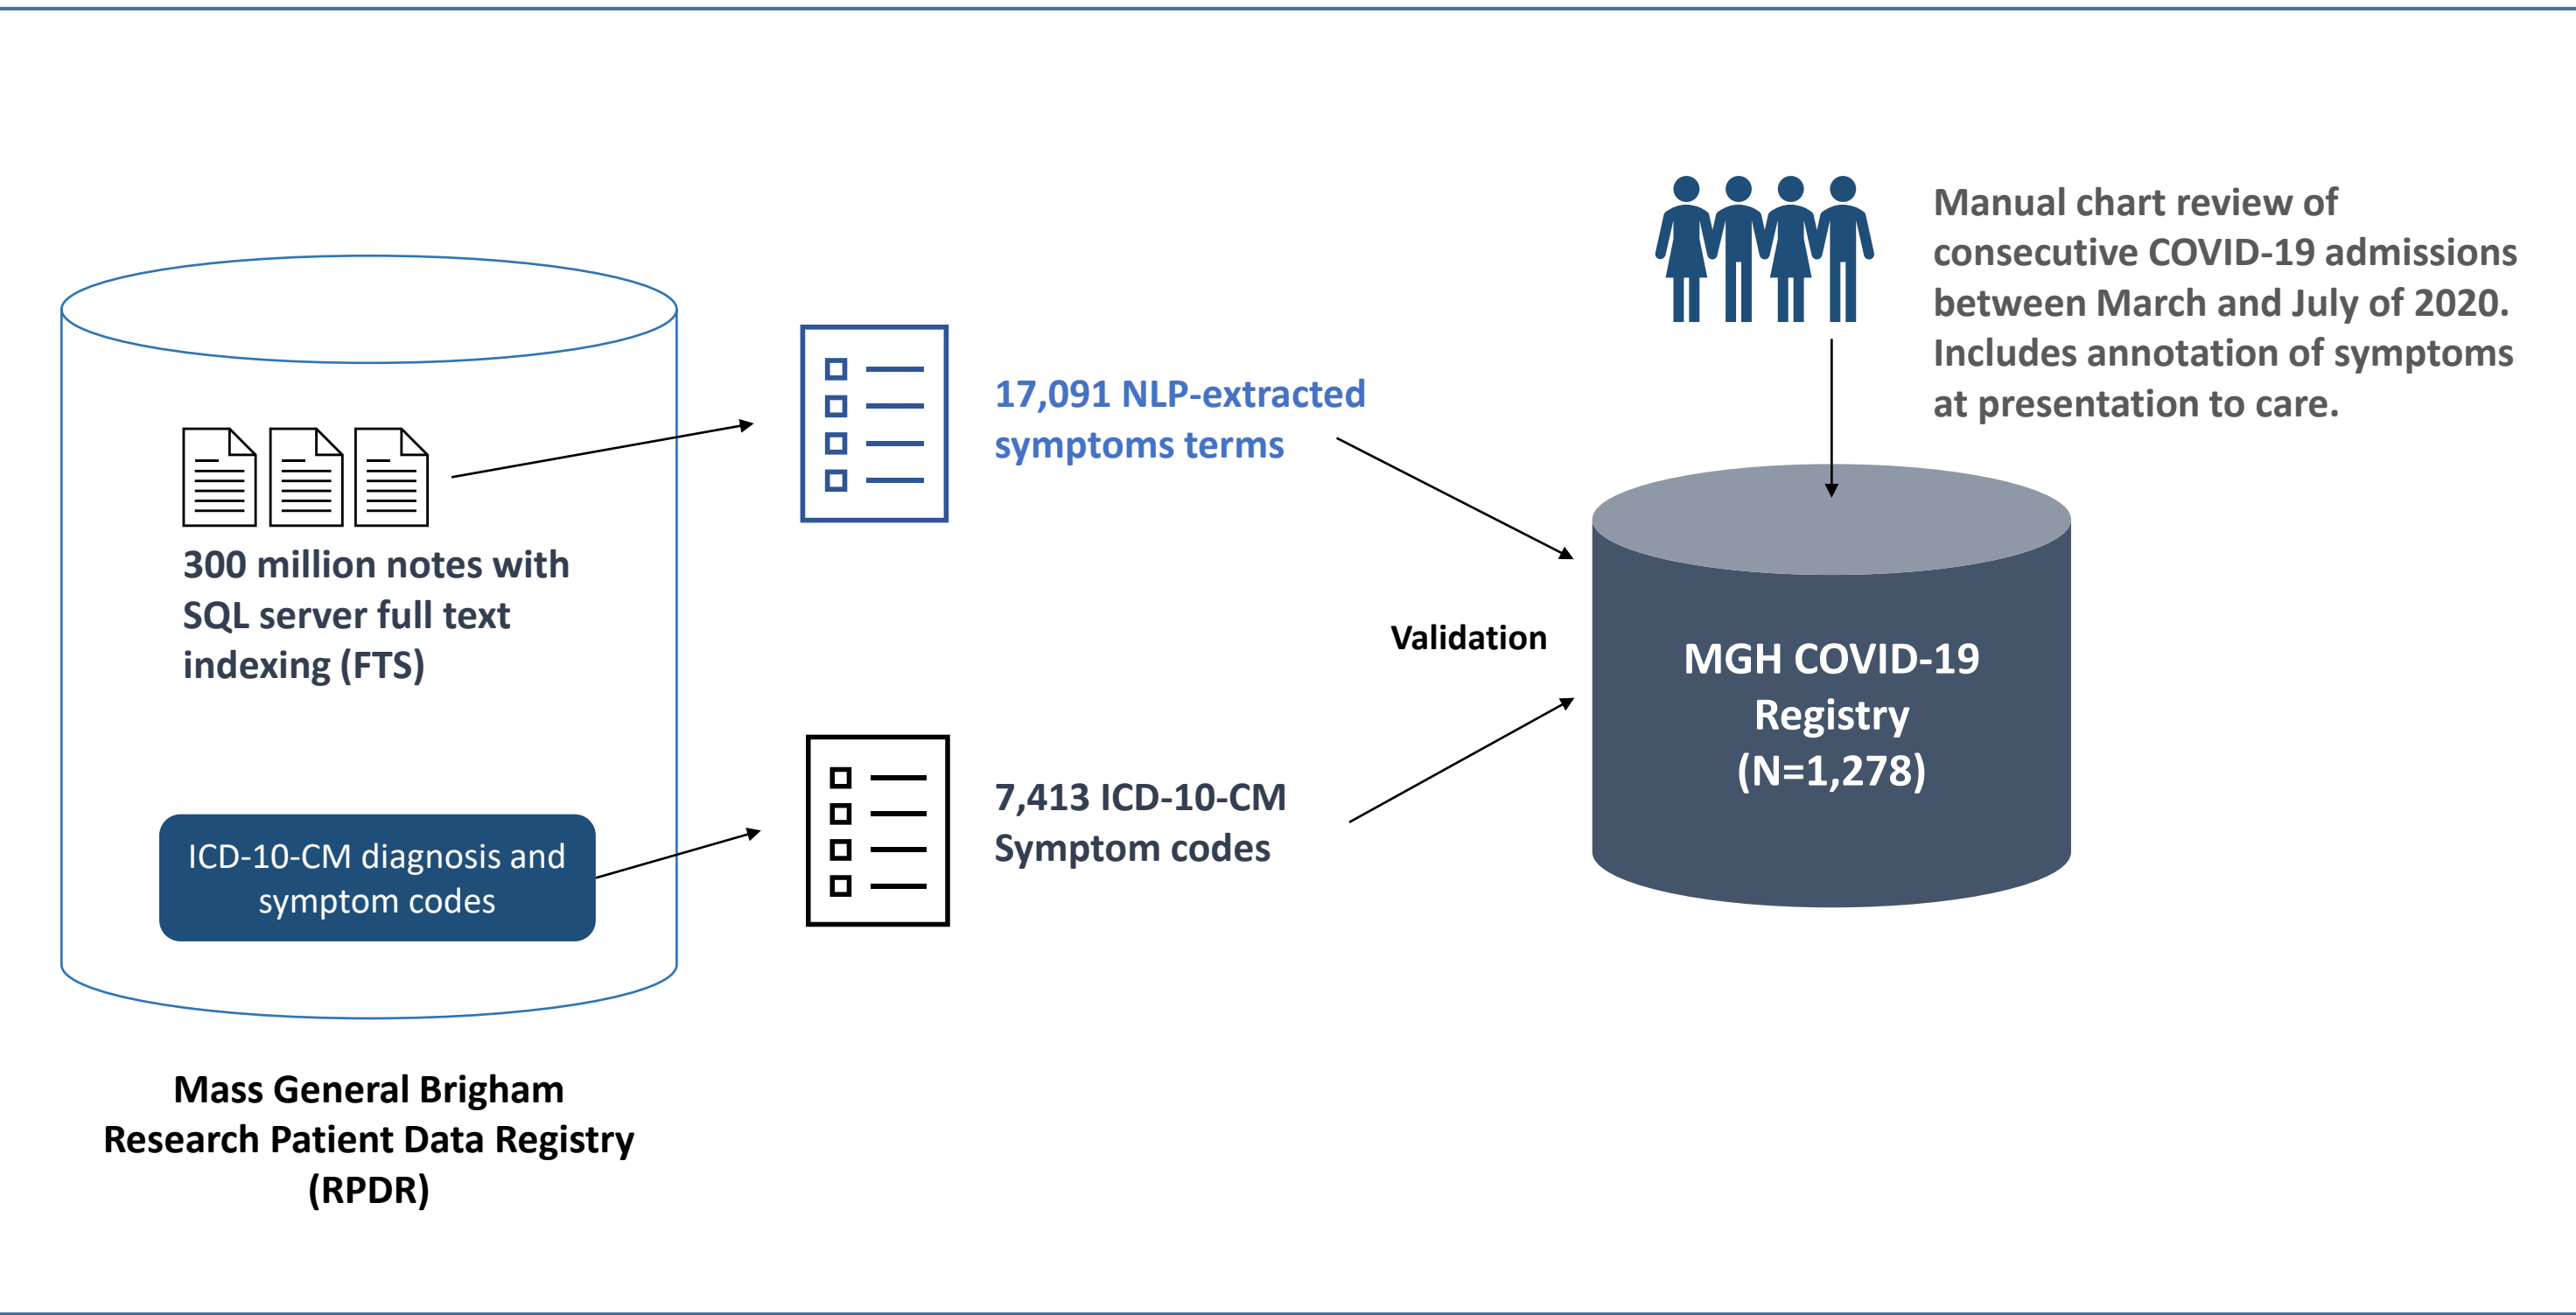 300 million notes with
SQL server full text
indexing (FTS)
ICD-10-CM diagnosis and
symptom codes
Mass General Brigham
Research Patient Data Registry
(RPDR)
17,091 NLP-extracted
symptoms terms
7,413 ICD-10-CM
Symptom codes
Validation
Manual chart review of
consecutive COVID-19 admissions
between March and July of 2020.
Includes annotation of symptoms
at presentation to care.
MGH COVID-19
Registry
(N=1,278)